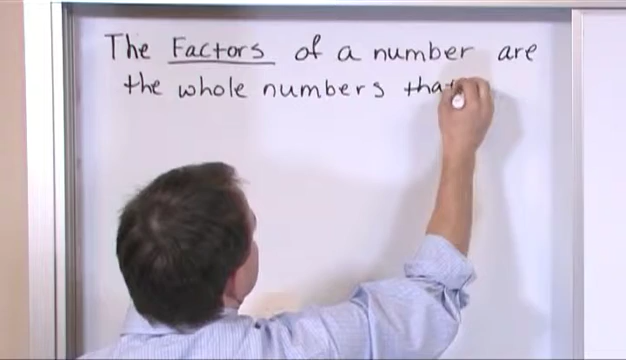 The Factors of a number are
the whole numbers that